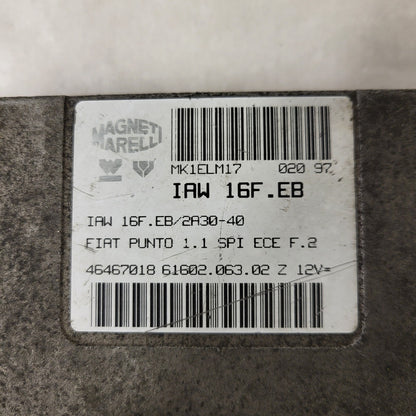 MAGNETI
MARELLI
MK1ELM17 020 97
IAW 16F.EB
IAW 16F.EB/2A30-40
FIAT PUNTO 1.1 SPI ECE F.2
46467018 61602.063.02 Z 12V=